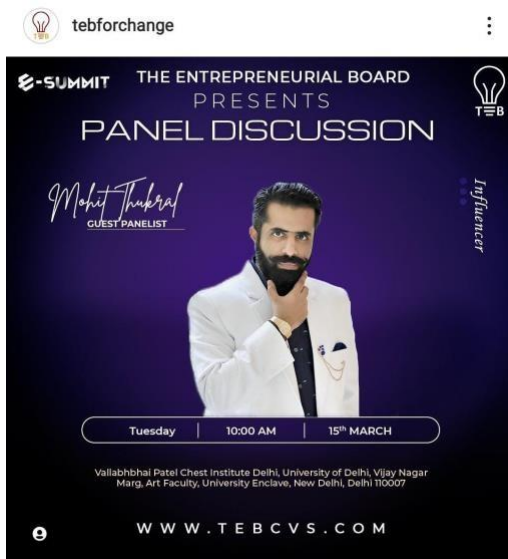 tebforchange
E-SUMMIT
THE ENTREPRENEURIAL BOARD
PRESENTS
PANEL DISCUSSION
TEB
Mohit Thukral
GUEST PANELIST
Influencer
Tuesday | 10:00 AM | 15th MARCH
Vallabhbhai Patel Chest Institute Delhi, University of Delhi, Vijay Nagar
Marg, Art Faculty, University Enclave, New Delhi, Delhi 110007
WWW.TEBCVS.COM